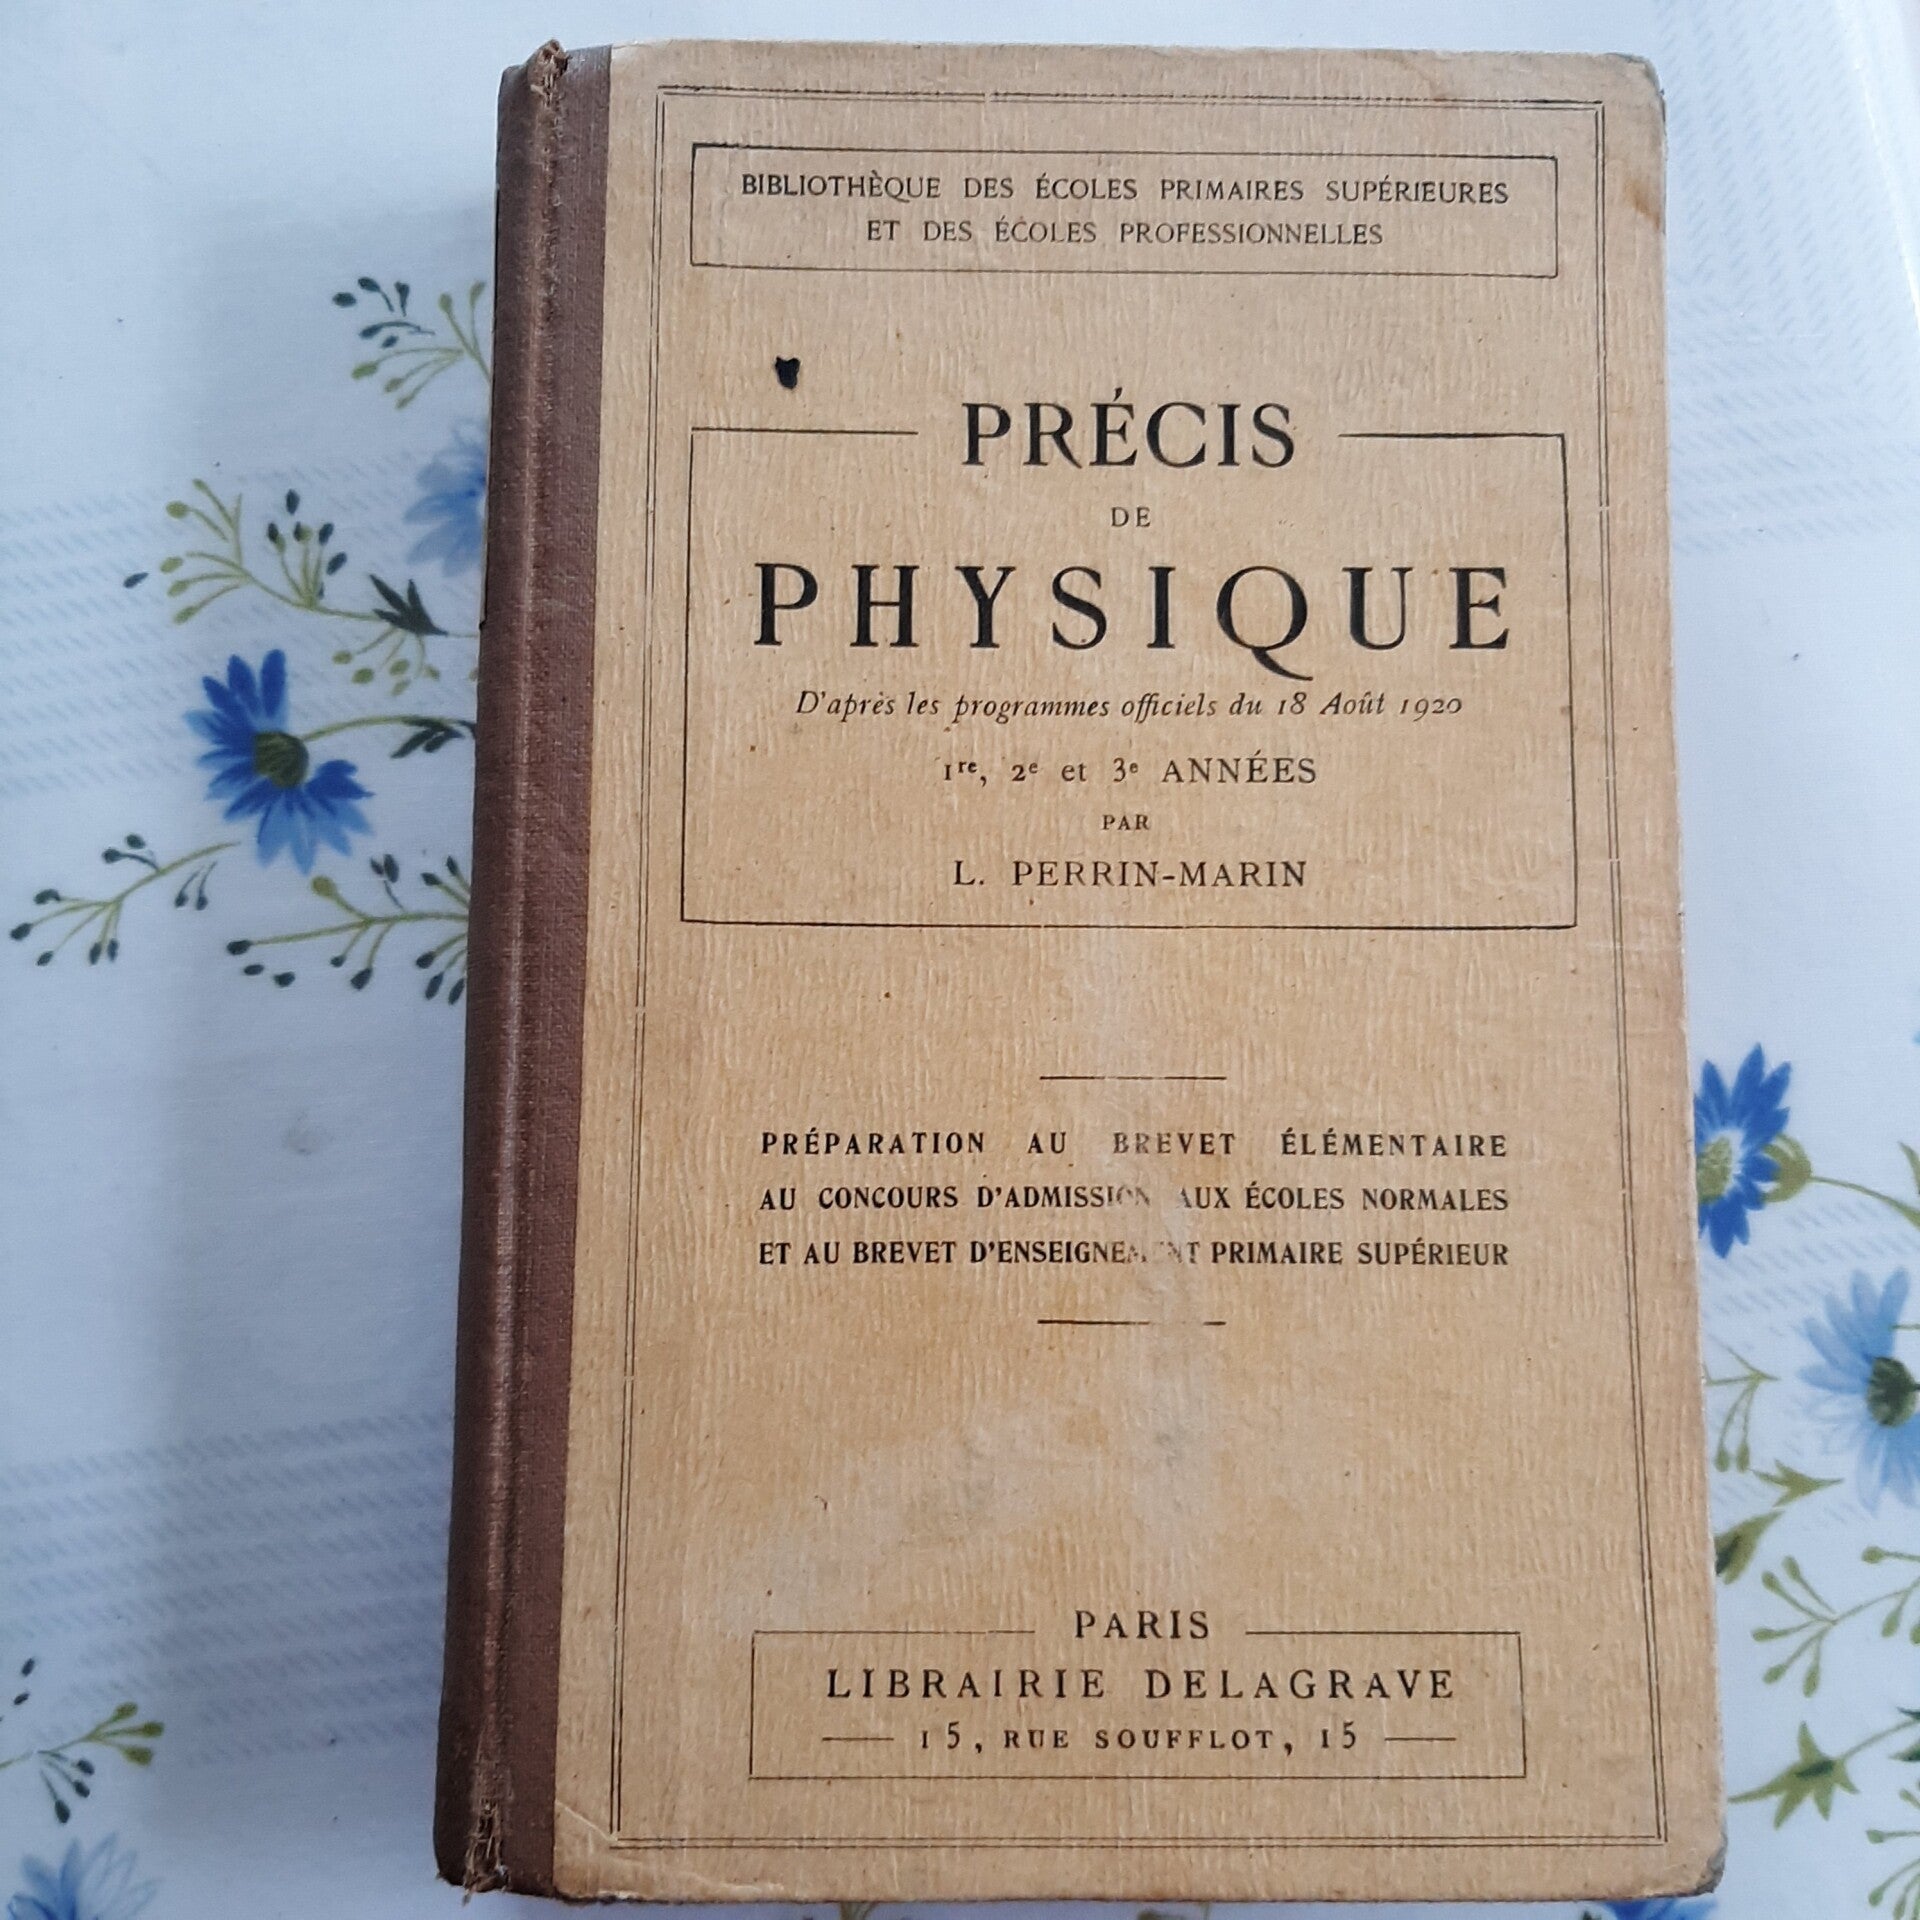 BIBLIOTHÈQUE DES ÉCOLES PRIMAIRES SUPÉRIEURES
ET DES ÉCOLES PROFESSIONNELLES
PRÉCIS
DE
PHYSIQUE
D'après les programmes officiels du 18 Août 1920
1re, 2e et 3e ANNÉES
PAR
L. PERRIN-MARIN
PRÉPARATION AU BREVET ÉLÉMENTAIRE
AU CONCOURS D'ADMISSION AUX ÉCOLES NORMALES
ET AU BREVET D'ENSEIGNEMENT PRIMAIRE SUPÉRIEUR
PARIS
LIBRAIRIE DELAGRAVE
15, RUE SOUFFLOT, 15